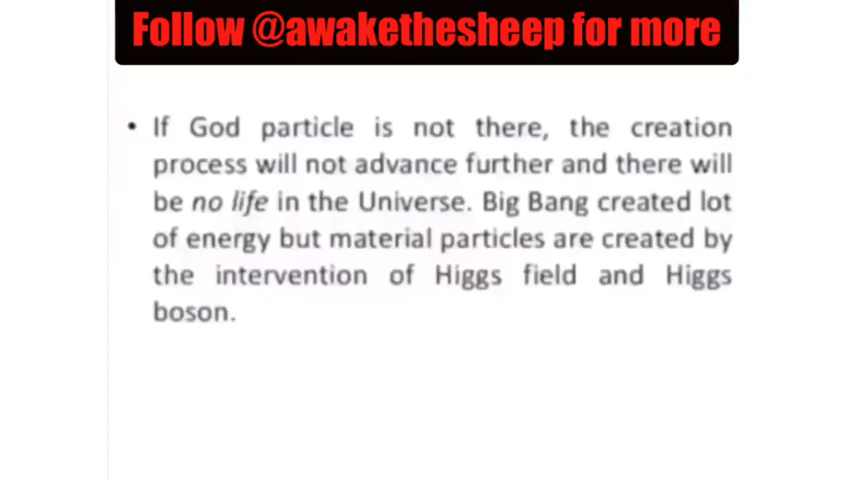 Follow @awakethesheep for more
• If God particle is not there, the creation
process will not advance further and there will
be no life in the Universe. Big Bang created lot
of energy but material particles are created by
the intervention of Higgs field and Higgs
boson.